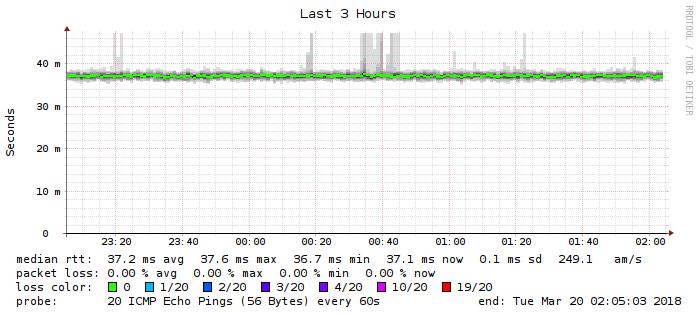 Last 3 Hours
RRDTOOL / TOBI OETIKER
Seconds
40 m
30 m
20 m
10 m
0
23:20 23:40 00:00 00:20 00:40 01:00 01:20 01:40 02:00
median rtt: 37.2 ms avg 37.6 ms max 36.7 ms min 37.1 ms now 0.1 ms sd 249.1 am/s
packet loss: 0.00 % avg 0.00 % max 0.00 % min 0.00 % now
loss color: 0 1/20 2/20 3/20 4/20 10/20 19/20
probe: 20 ICMP Echo Pings (56 Bytes) every 60s end: Tue Mar 20 02:05:03 2018